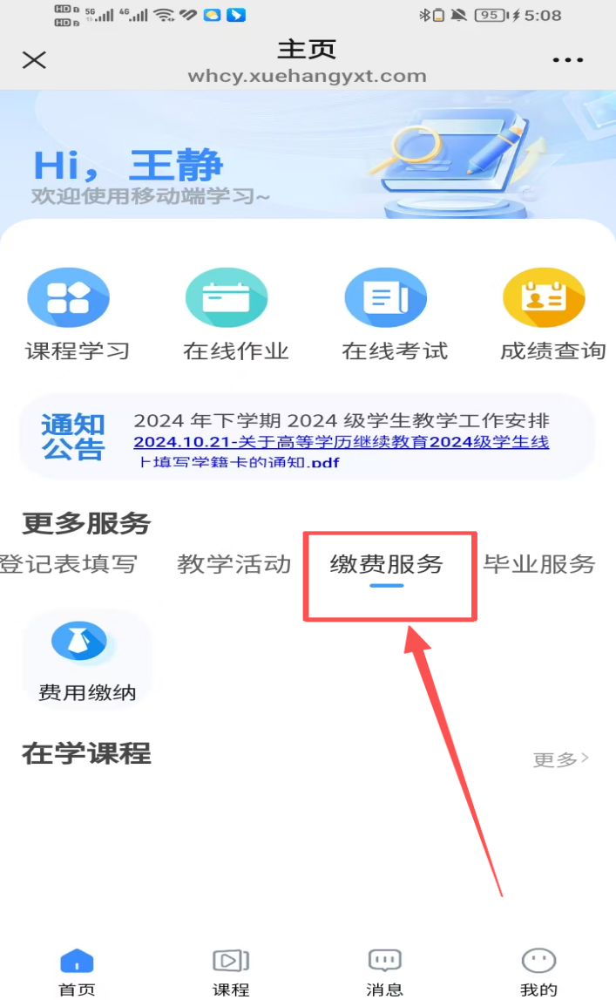 HD 5G 4G 95 5:08
HD
主页
whcy.xuehangyxt.com
Hi，王静
欢迎使用移动端学习~
课程学习 在线作业 在线考试 成绩查询
通知公告
2024 年下学期 2024 级学生教学工作安排
2024.10.21-关于高等学历继续教育2024级学生线
上填写学籍卡的通知.pdf
更多服务
登记表填写 教学活动 缴费服务 毕业服务
费用缴纳
在学课程 更多
首页 课程 消息 我的